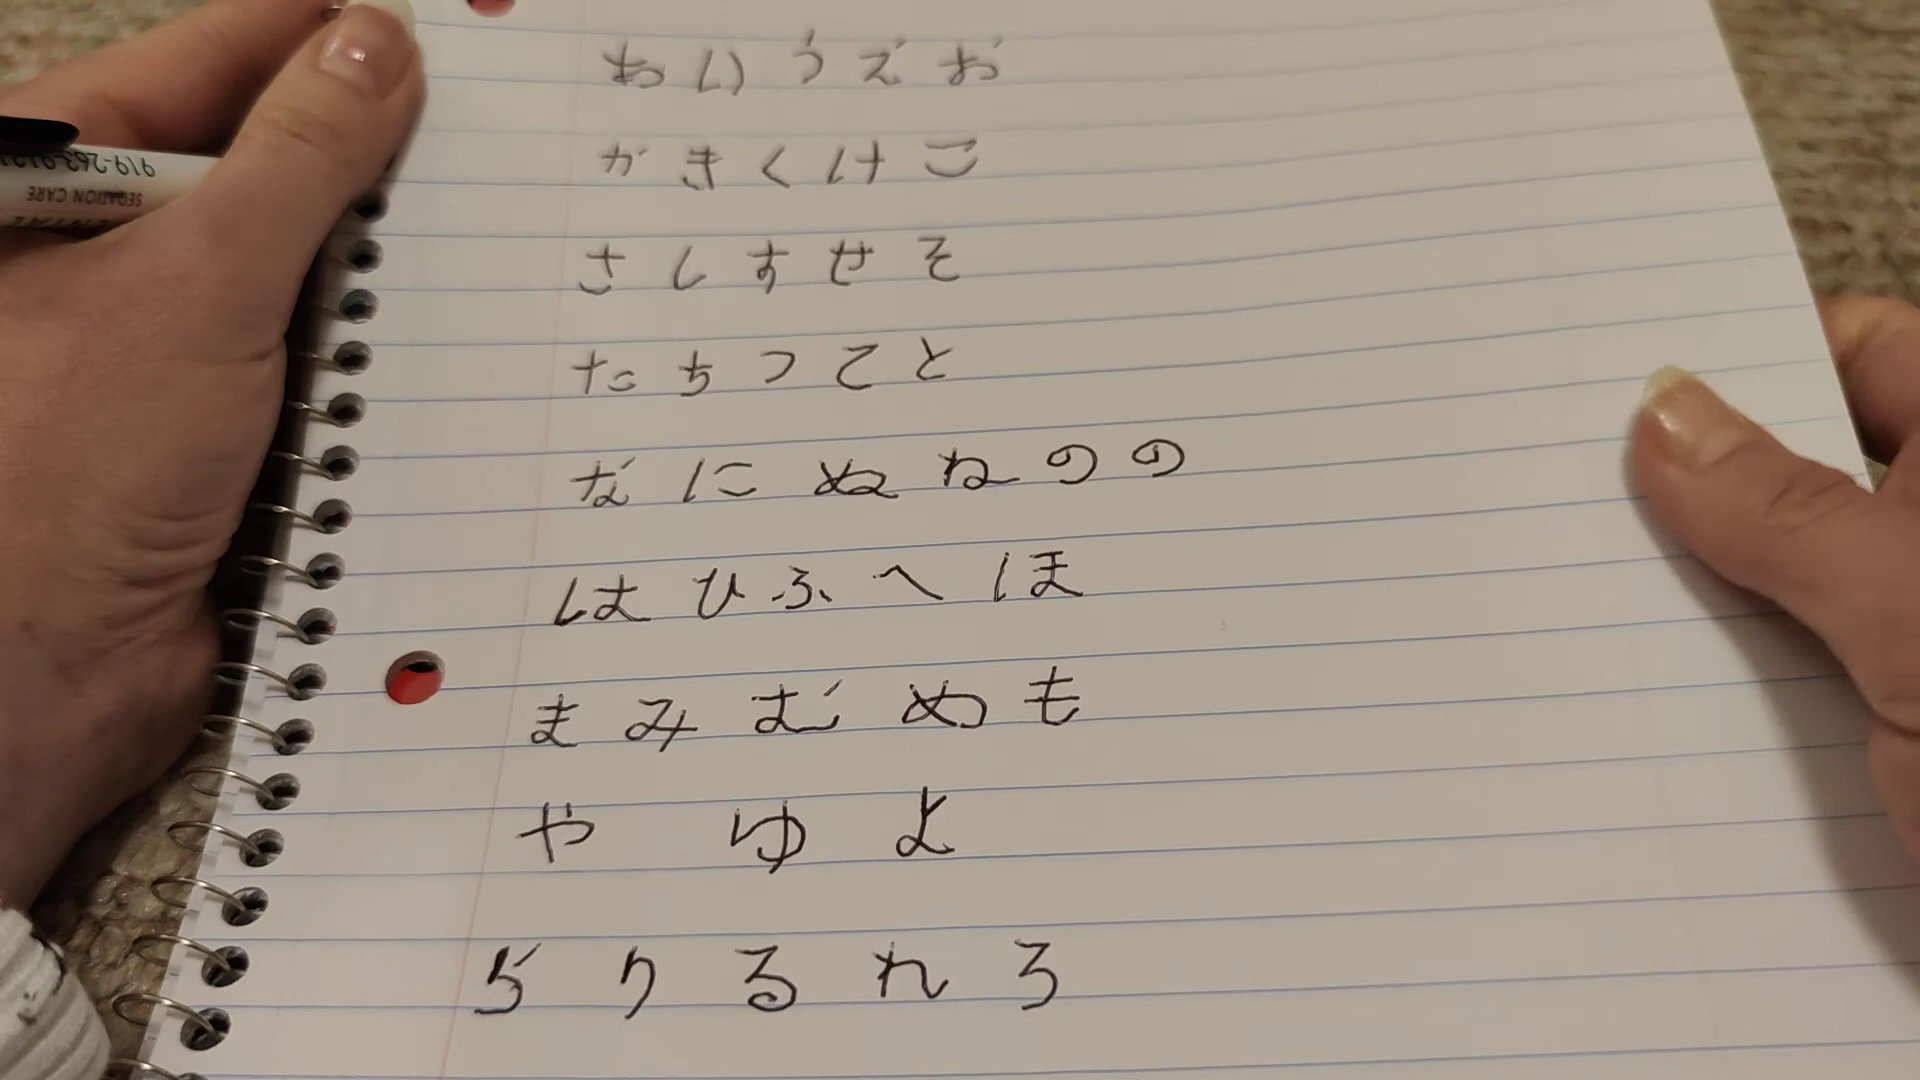 あいうえお
かきくけこ
さしすせそ
たちつてと
なにぬねのの
はひふへほ
まみむめも
やゆよ
らりるれろ
SEDATION CARE